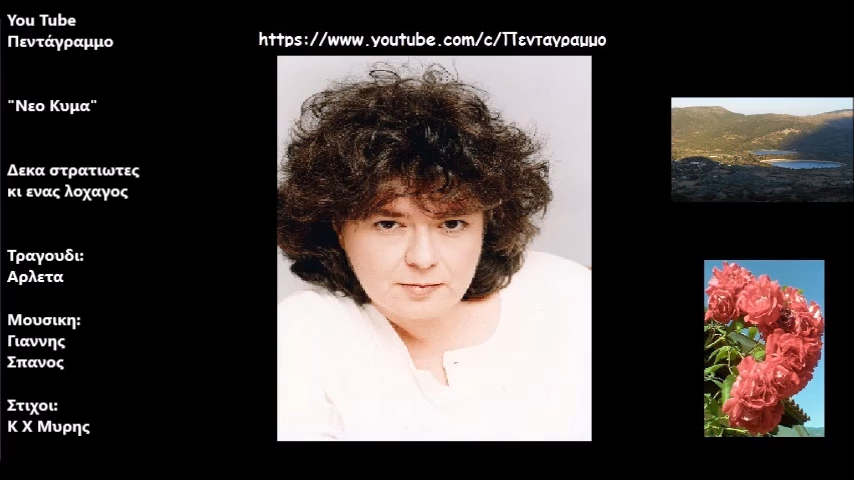 You Tube
Πεντάγραμμο
https://www.youtube.com/c/Πενταγραμμο
"Νεο Κυμα"
Δεκα στρατιωτες
κι ενας λοχαγος
Τραγουδι:
Αρλετα
Μουσικη:
Γιαννης
Σπανος
Στιχοι:
Κ Χ Μυρης